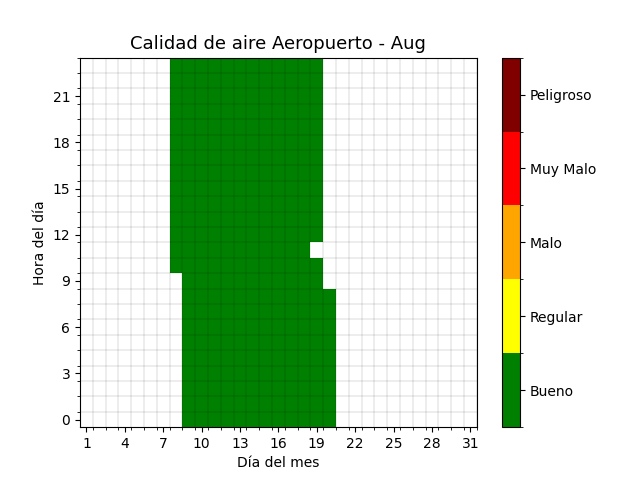 Calidad de aire Aeropuerto - Aug
Hora del día
21
18
15
12
9
6
3
0
1 4 7 10 13 16 19 22 25 28 31
Día del mes
Peligroso
Muy Malo
Malo
Regular
Bueno